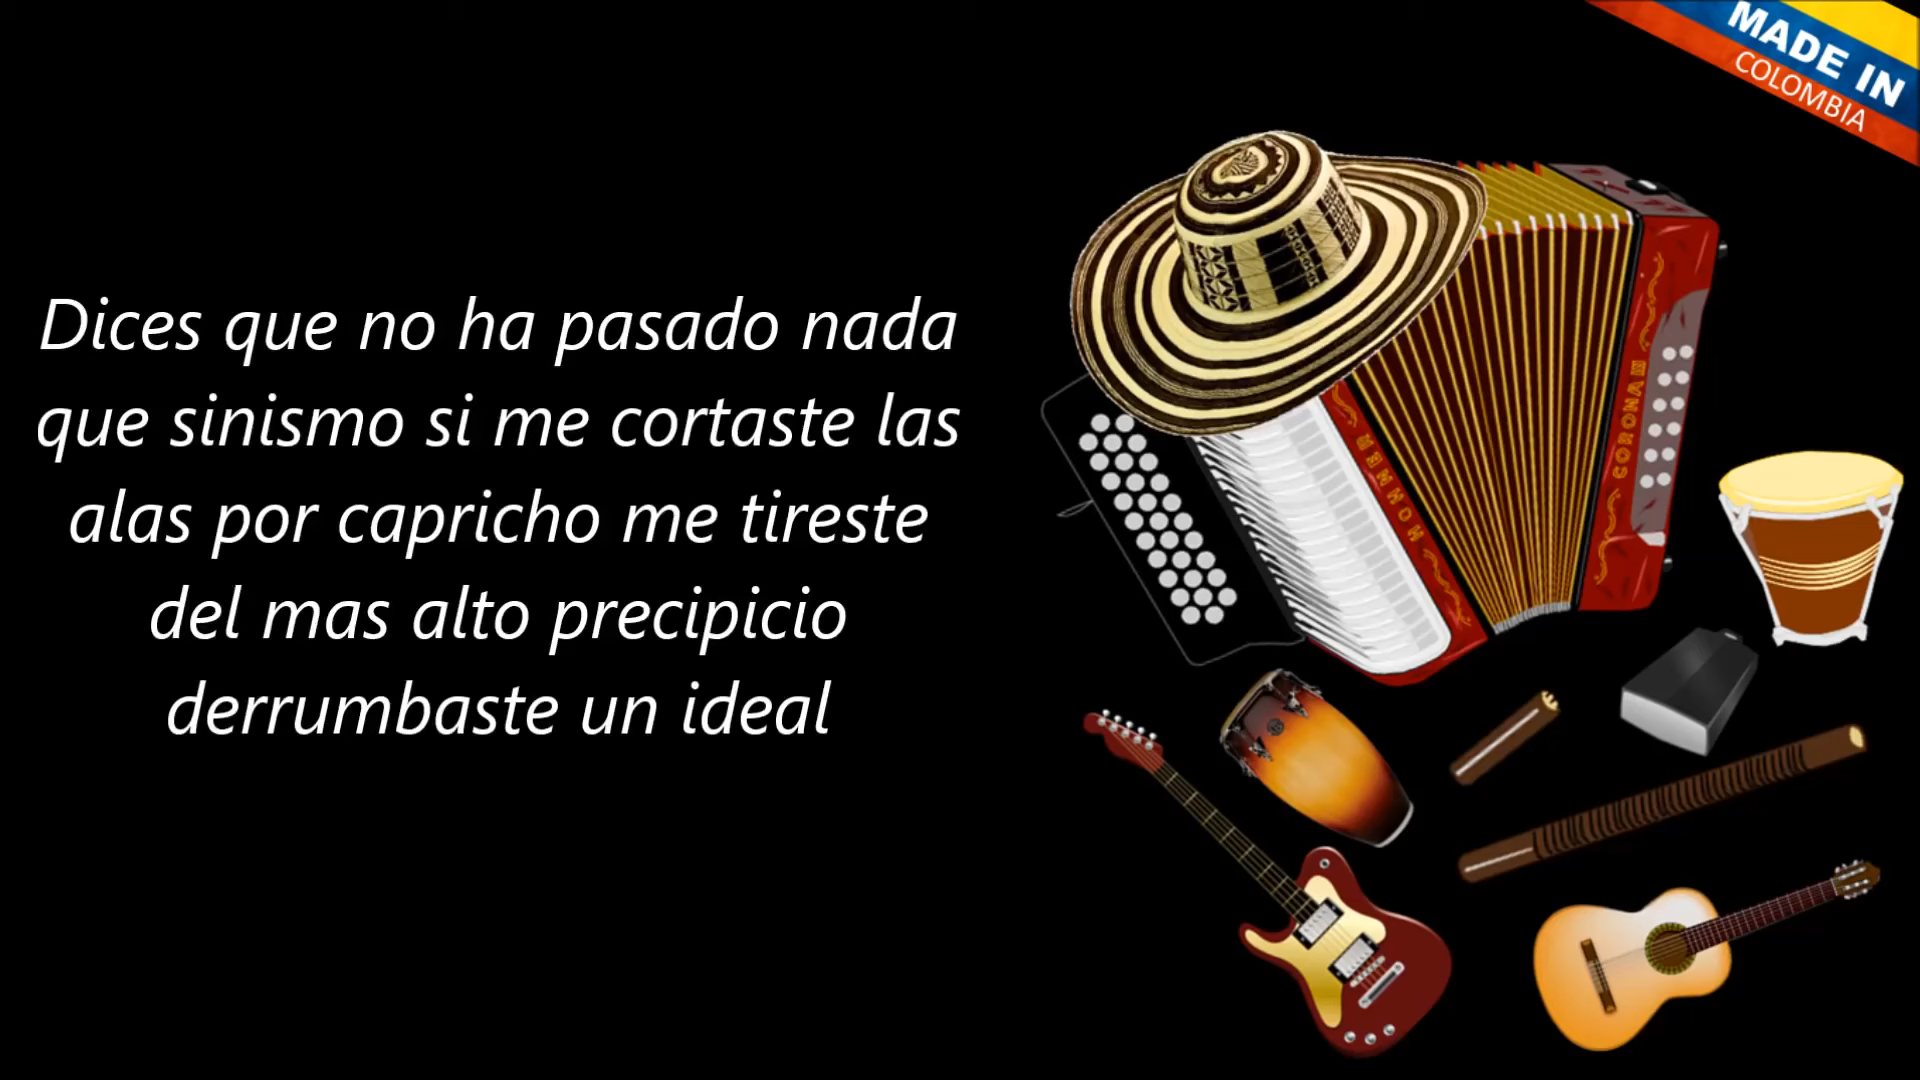 MADE IN
COLOMBIA
Dices que no ha pasado nada
que sinismo si me cortaste las
alas por capricho me tireste
del mas alto precipicio
derrumbaste un ideal
HOHNER
CORONA III